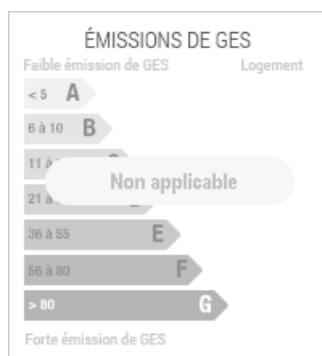 ÉMISSIONS DE GES
Faible émission de GES Logement
< 5 A
6 à 10 B
11 à
Non applicable
21 à
36 à 55 E
56 à 80 F
> 80 G
Forte émission de GES